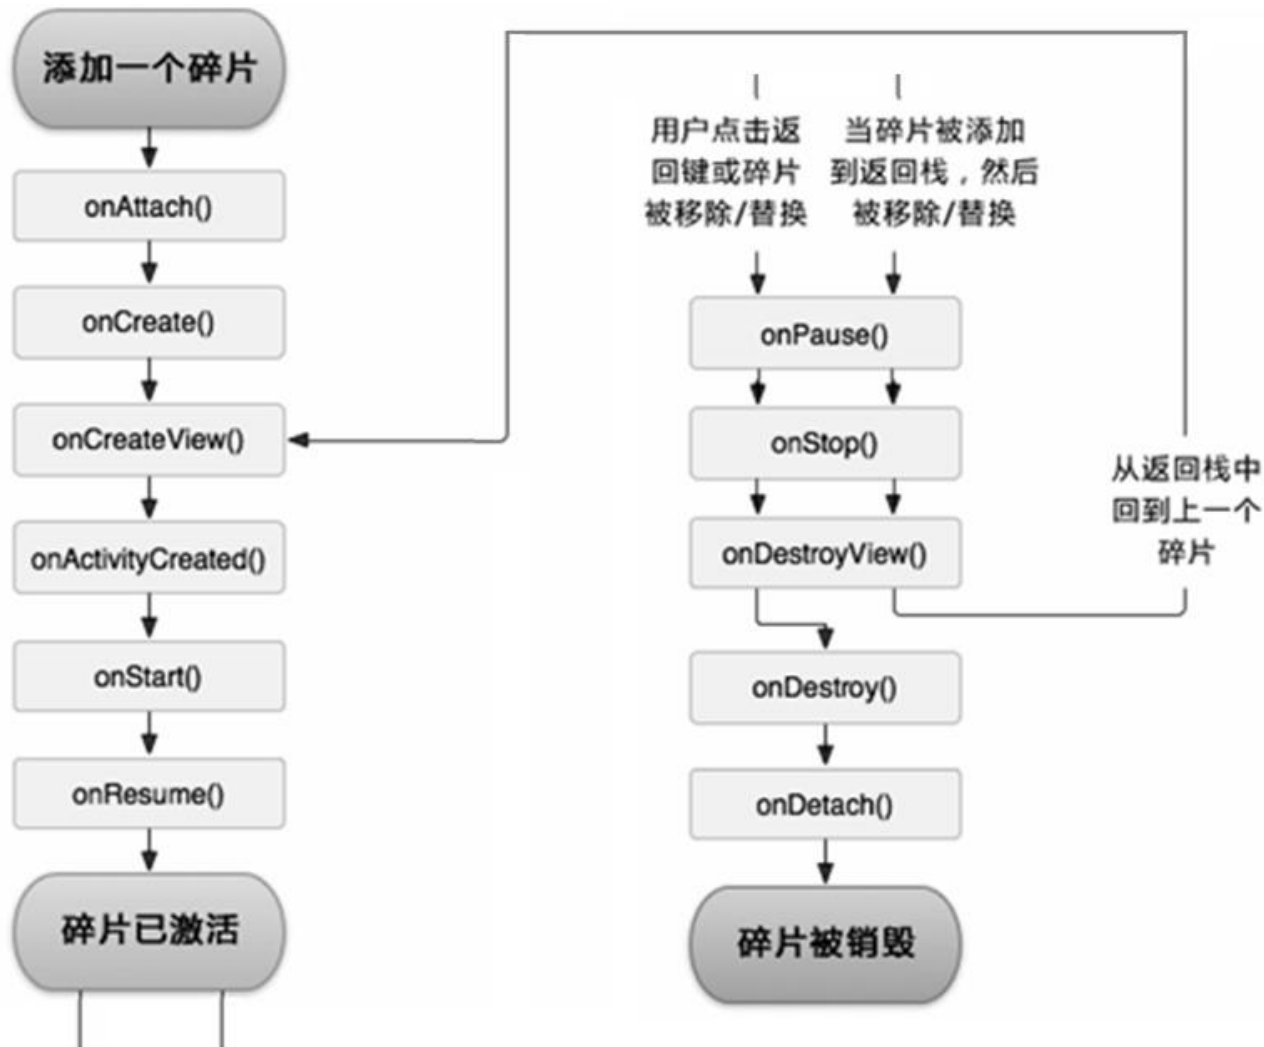 添加一个碎片
onAttach()
onCreate()
onCreateView()
onActivityCreated()
onStart()
onResume()
碎片已激活
用户点击返
回键或碎片
被移除/替换
当碎片被添加
到返回栈，然后
被移除/替换
onPause()
onStop()
onDestroyView()
onDestroy()
onDetach()
碎片被销毁
从返回栈中
回到上一个
碎片